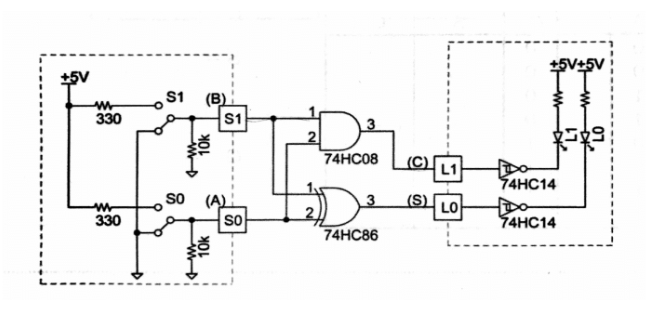 +5V
330
S1
(B)
S1
10k
330
S0
(A)
S0
10k
1
2
3
74HC08
1
2
3
74HC86
(C)
L1
(S)
L0
74HC14
74HC14
+5V+5V
L1
L0